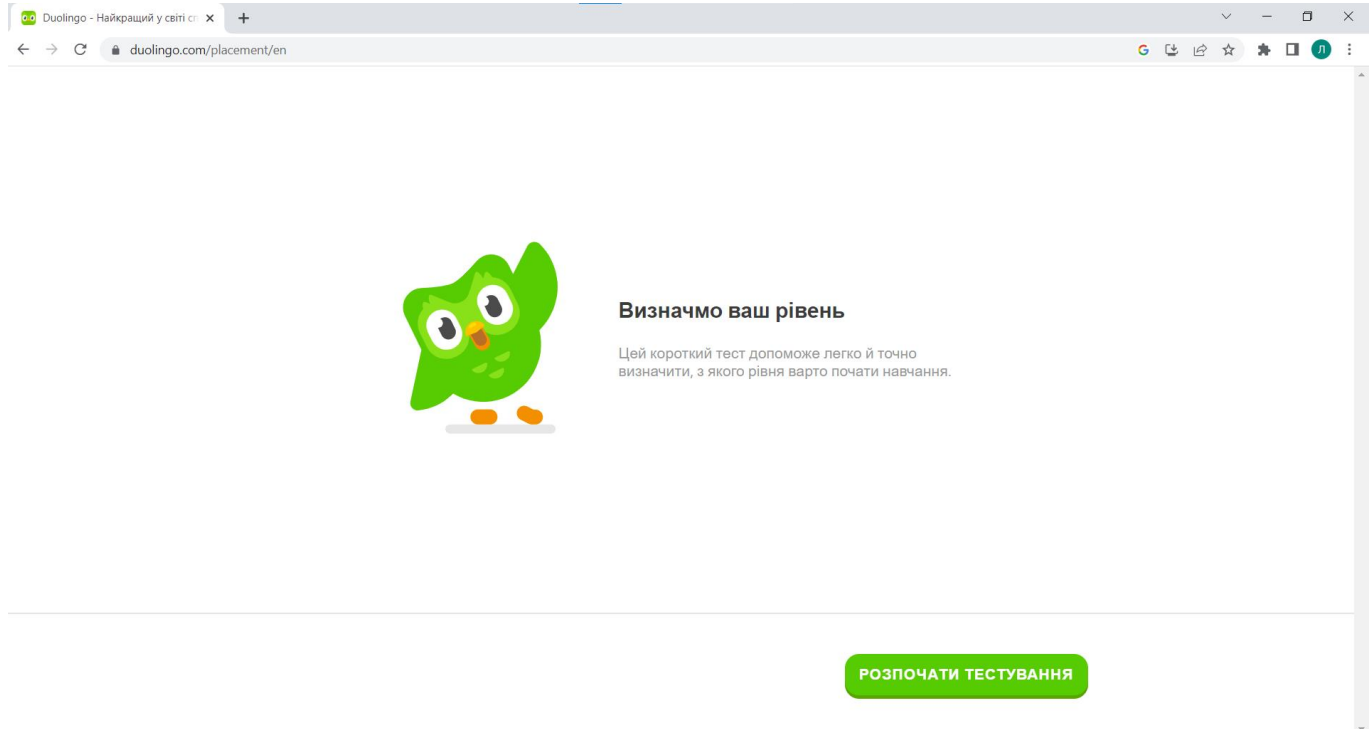 Duolingo - Найкращий у світі сп
duolingo.com/placement/en
Л
Визначмо ваш рівень
Цей короткий тест допоможе легко й точно
визначити, з якого рівня варто почати навчання.
РОЗПОЧАТИ ТЕСТУВАННЯ